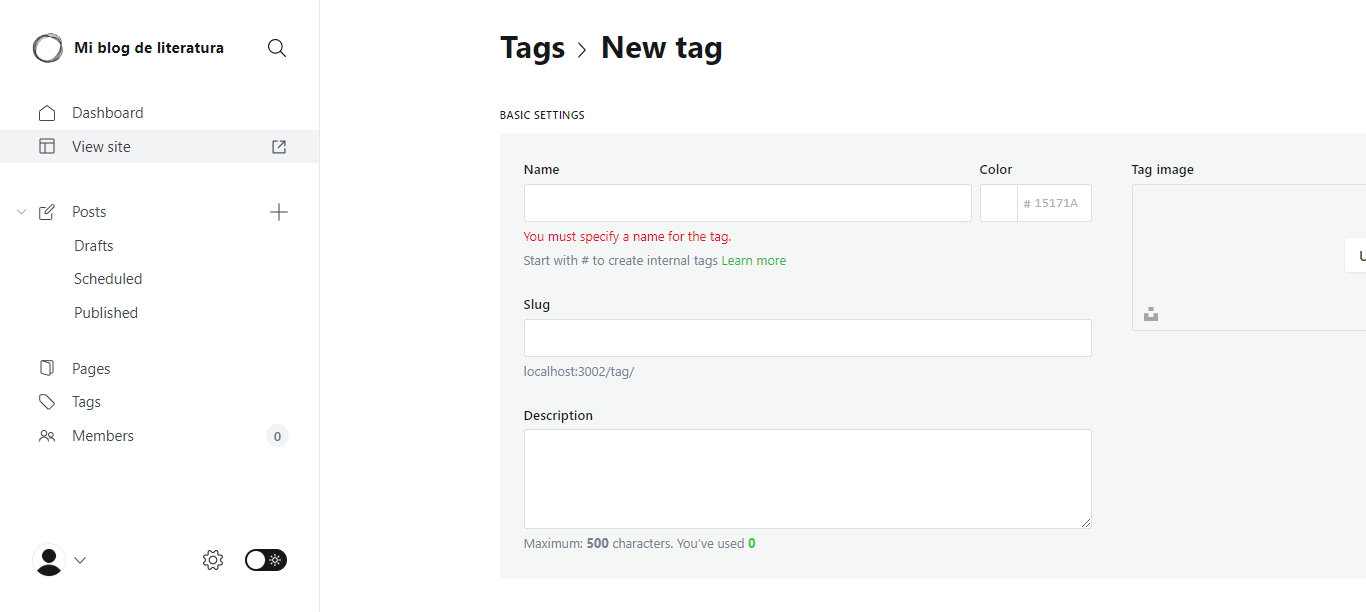 Mi blog de literatura
Dashboard
View site
Posts
Drafts
Scheduled
Published
Pages
Tags
Members 0
Tags › New tag
BASIC SETTINGS
Name
You must specify a name for the tag.
Start with # to create internal tags Learn more
Color
# 15171A
Slug
localhost:3002/tag/
Description
Maximum: 500 characters. You’ve used 0
Tag image